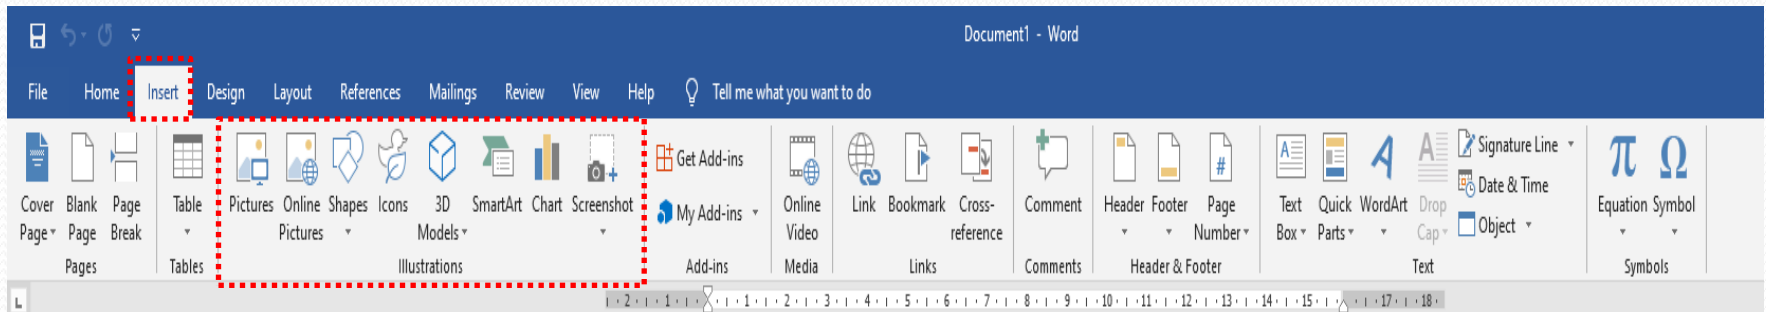 Document1 - Word
File Home Insert Design Layout References Mailings Review View Help Tell me what you want to do
Cover Page
Blank Page
Page Break
Pages
Table
Tables
Pictures
Online Pictures
Shapes
Icons
3D Models
SmartArt
Chart
Screenshot
Illustrations
Get Add-ins
My Add-ins
Add-ins
Online Video
Media
Link
Bookmark
Cross-reference
Links
Comment
Comments
Header
Footer
Page Number
Header & Footer
Text Box
Quick Parts
WordArt
Drop Cap
Signature Line
Date & Time
Object
Text
Equation
Symbol
Symbols
2 1 1 2 3 4 5 6 7 8 9 10 11 12 13 14 15 17 18